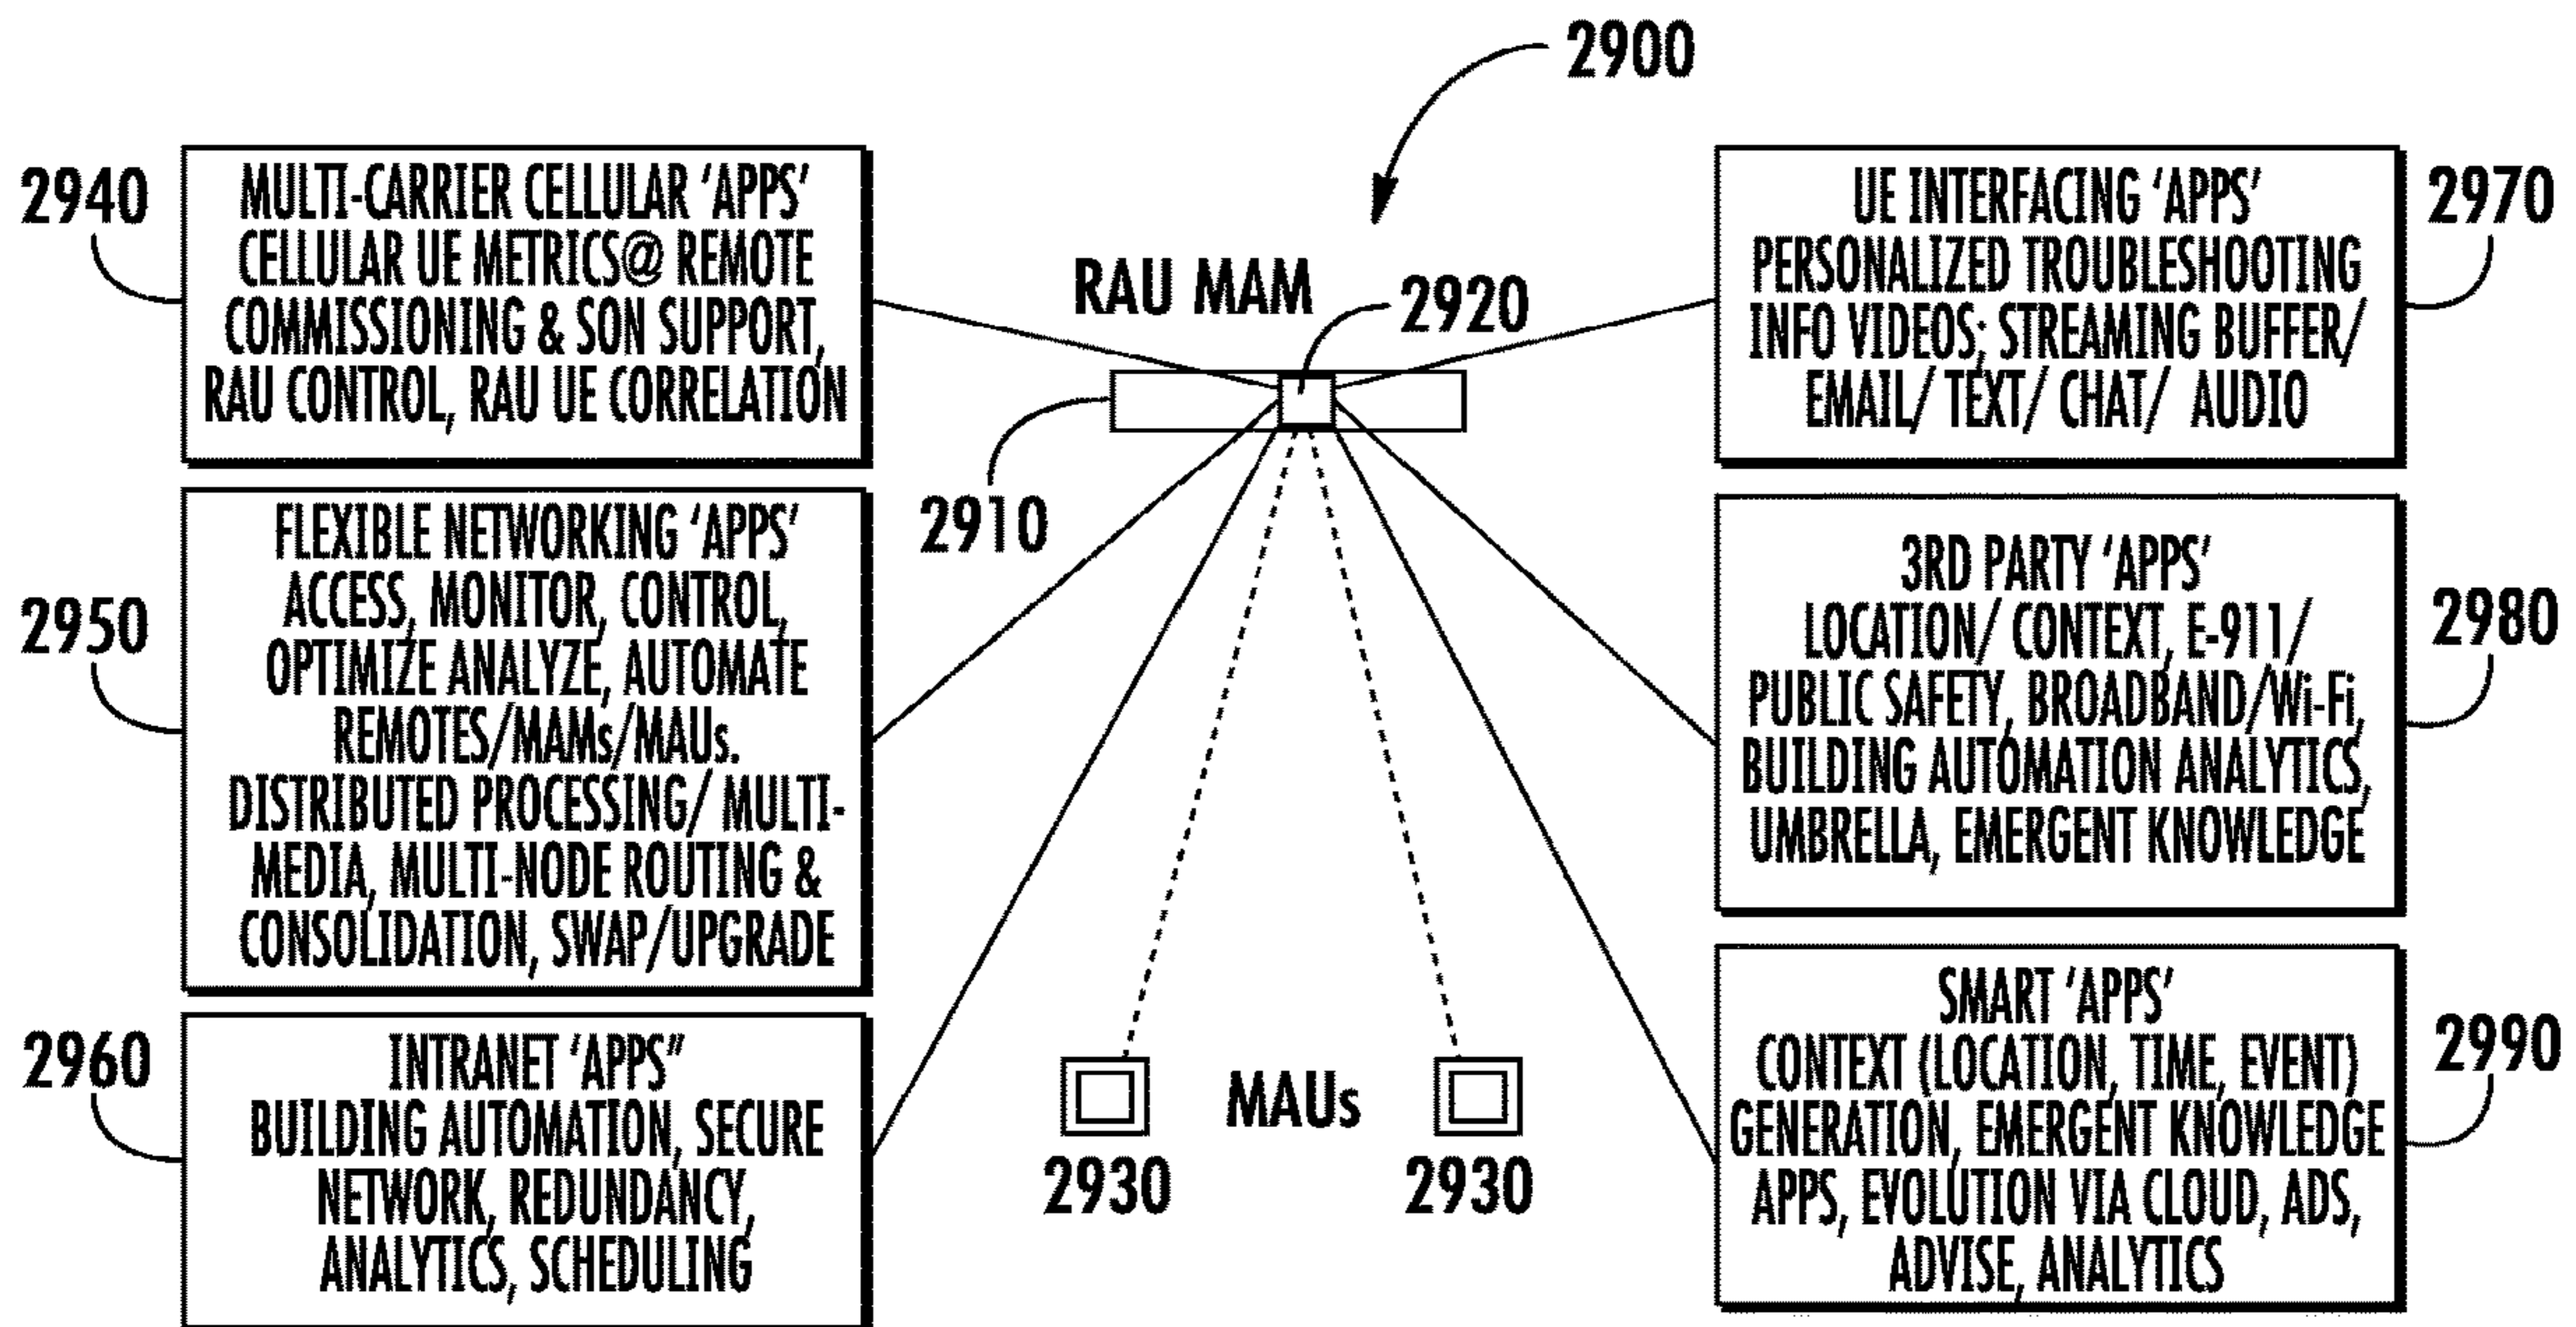 2900
2940
MULTI-CARRIER CELLULAR 'APPS'
CELLULAR UE METRICS@ REMOTE
COMMISSIONING & SON SUPPORT,
RAU CONTROL, RAU UE CORRELATION
2950
FLEXIBLE NETWORKING 'APPS'
ACCESS, MONITOR, CONTROL,
OPTIMIZE ANALYZE, AUTOMATE
REMOTES/MAMs/MAUs.
DISTRIBUTED PROCESSING/ MULTI-
MEDIA, MULTI-NODE ROUTING &
CONSOLIDATION, SWAP/UPGRADE
2960
INTRANET 'APPS"
BUILDING AUTOMATION, SECURE
NETWORK, REDUNDANCY,
ANALYTICS, SCHEDULING
RAU MAM
2920
2910
MAUs
2930
2930
UE INTERFACING 'APPS'
PERSONALIZED TROUBLESHOOTING
INFO VIDEOS; STREAMING BUFFER/
EMAIL/ TEXT/ CHAT/ AUDIO
2970
3RD PARTY 'APPS'
LOCATION/ CONTEXT, E-911/
PUBLIC SAFETY, BROADBAND/Wi-Fi,
BUILDING AUTOMATION ANALYTICS,
UMBRELLA, EMERGENT KNOWLEDGE
2980
SMART 'APPS'
CONTEXT (LOCATION, TIME, EVENT)
GENERATION, EMERGENT KNOWLEDGE
APPS, EVOLUTION VIA CLOUD, ADS,
ADVISE, ANALYTICS
2990